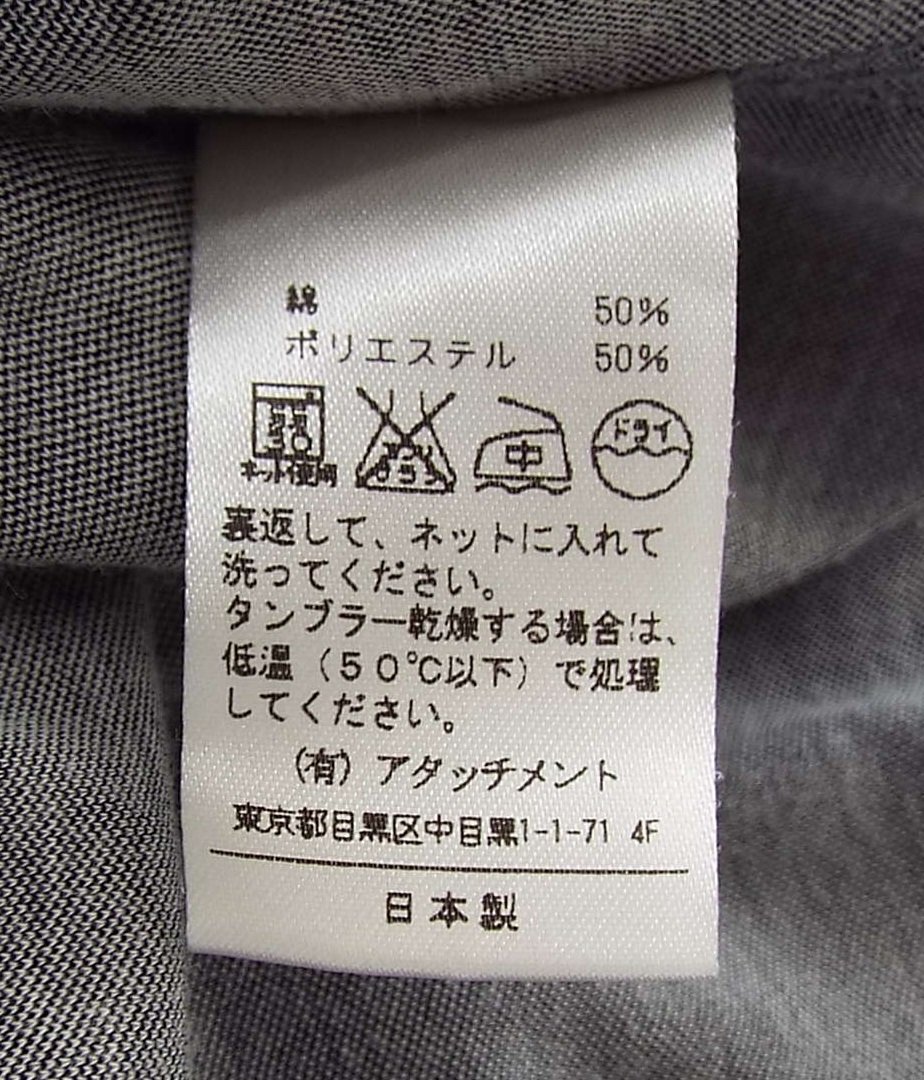 綿 50%
ポリエステル 50%
弱 中 ドライ
30
ネット使用
裏返して、ネットに入れて
洗ってください。
タンブラー乾燥する場合は、
低温（50℃以下）で処理
してください。
(有) アタッチメント
東京都目黒区中目黒1-1-71 4F
日本製